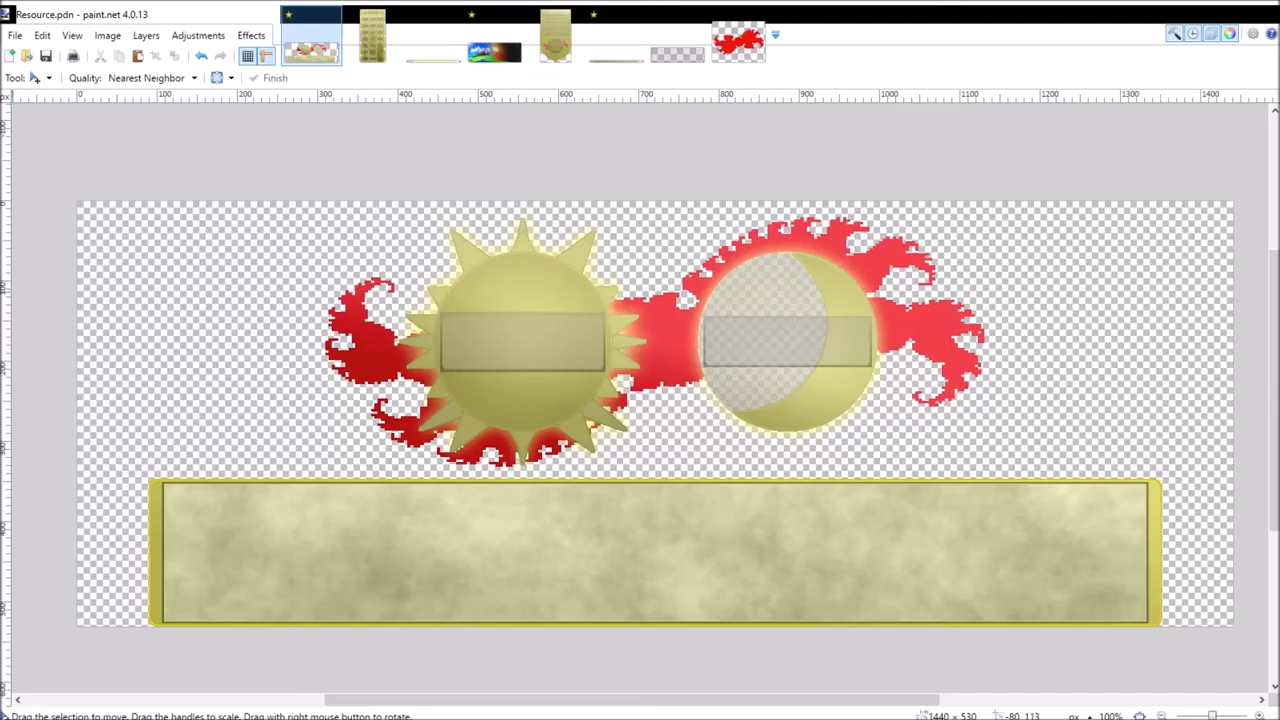 Resource.pdn - paint.net 4.0.13
File Edit View Image Layers Adjustments Effects
Tool: Quality: Nearest Neighbor Finish
px 0 100 200 300 400 500 600 700 800 900 1000 1100 1200 1300 1400
Drag the selection to move. Drag the handles to scale. Drag with right mouse button to rotate. 1440 × 530 -80, 113 px 100%